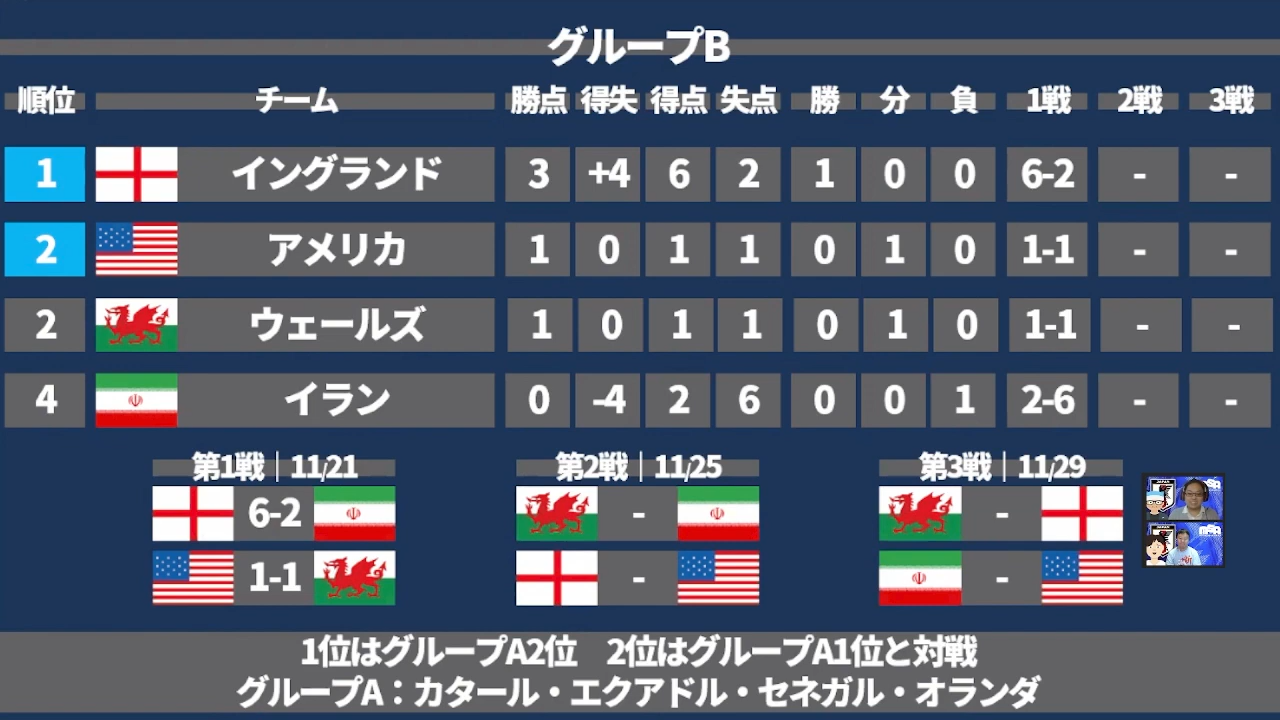 グループB
順位 チーム 勝点 得失 得点 失点 勝 分 負 1戦 2戦 3戦
1 イングランド 3 +4 6 2 1 0 0 6-2 - -
2 アメリカ 1 0 1 1 0 1 0 1-1 - -
2 ウェールズ 1 0 1 1 0 1 0 1-1 - -
4 イラン 0 -4 2 6 0 0 1 2-6 - -
第1戦｜11/21 第2戦｜11/25 第3戦｜11/29
6-2 - -
1-1 - -
1位はグループA2位 2位はグループA1位と対戦
グループA：カタール・エクアドル・セネガル・オランダ